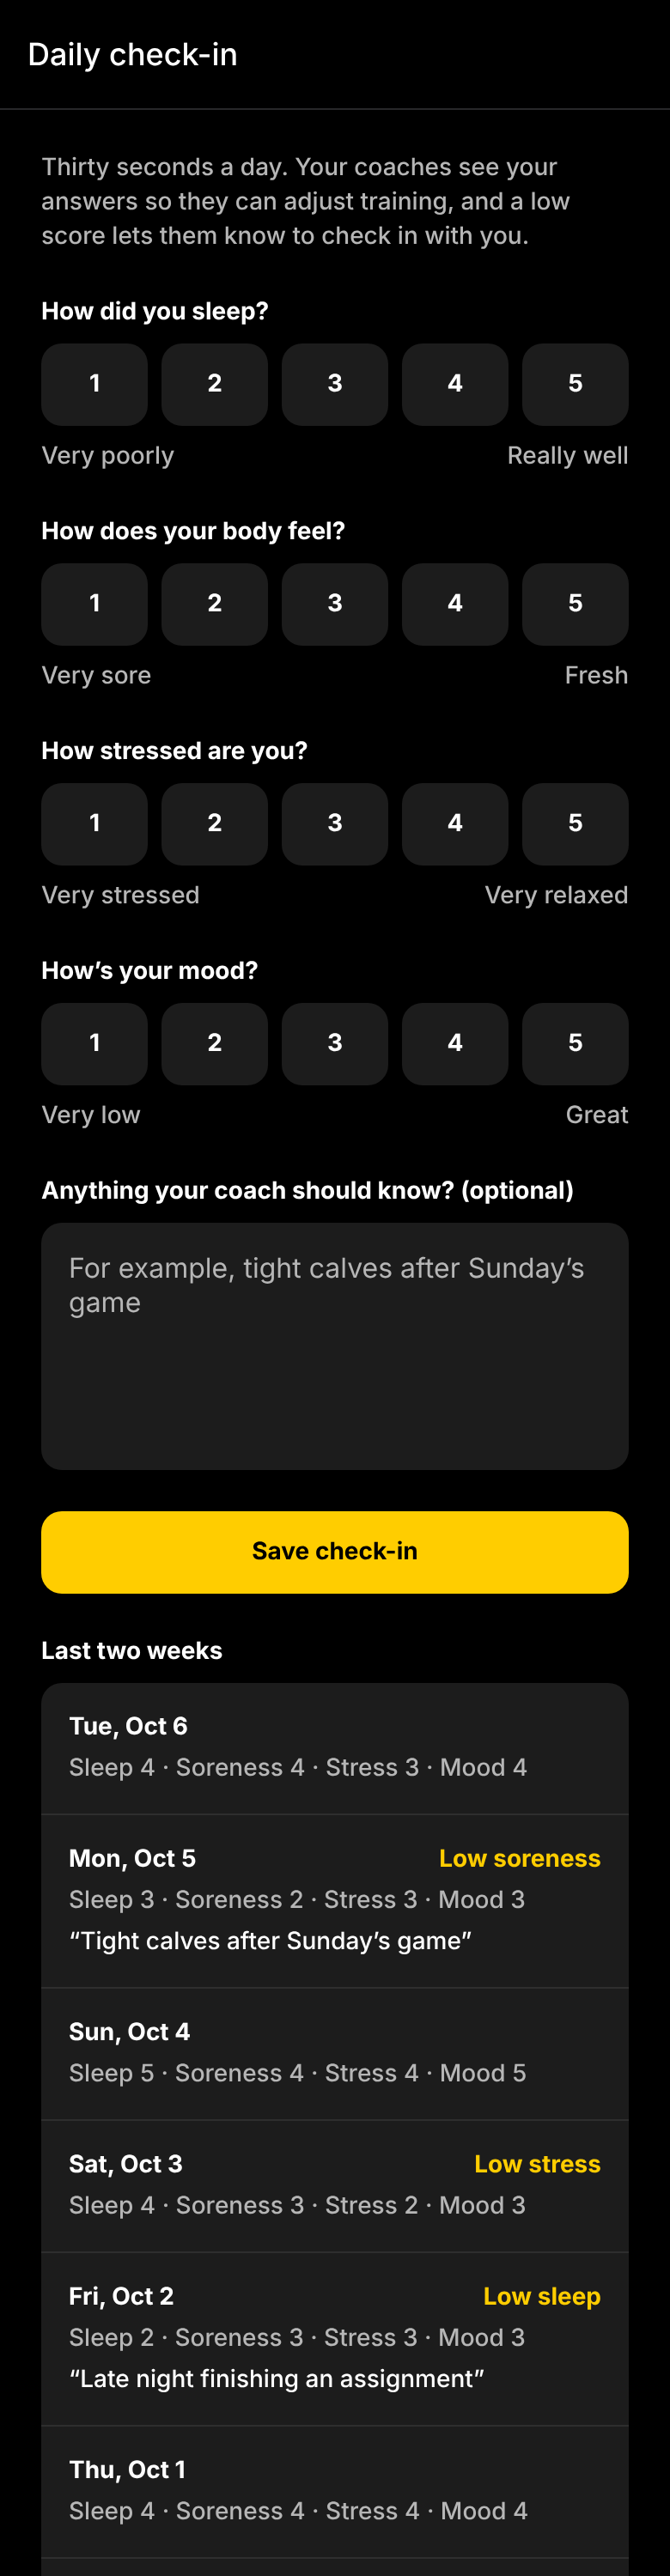 Daily check-in
Thirty seconds a day. Your coaches see your
answers so they can adjust training, and a low
score lets them know to check in with you.
How did you sleep?
1 2 3 4 5
Very poorly Really well
How does your body feel?
1 2 3 4 5
Very sore Fresh
How stressed are you?
1 2 3 4 5
Very stressed Very relaxed
How’s your mood?
1 2 3 4 5
Very low Great
Anything your coach should know? (optional)
For example, tight calves after Sunday’s
game
Save check-in
Last two weeks
Tue, Oct 6
Sleep 4 · Soreness 4 · Stress 3 · Mood 4
Mon, Oct 5 Low soreness
Sleep 3 · Soreness 2 · Stress 3 · Mood 3
“Tight calves after Sunday’s game”
Sun, Oct 4
Sleep 5 · Soreness 4 · Stress 4 · Mood 5
Sat, Oct 3 Low stress
Sleep 4 · Soreness 3 · Stress 2 · Mood 3
Fri, Oct 2 Low sleep
Sleep 2 · Soreness 3 · Stress 3 · Mood 3
“Late night finishing an assignment”
Thu, Oct 1
Sleep 4 · Soreness 4 · Stress 4 · Mood 4